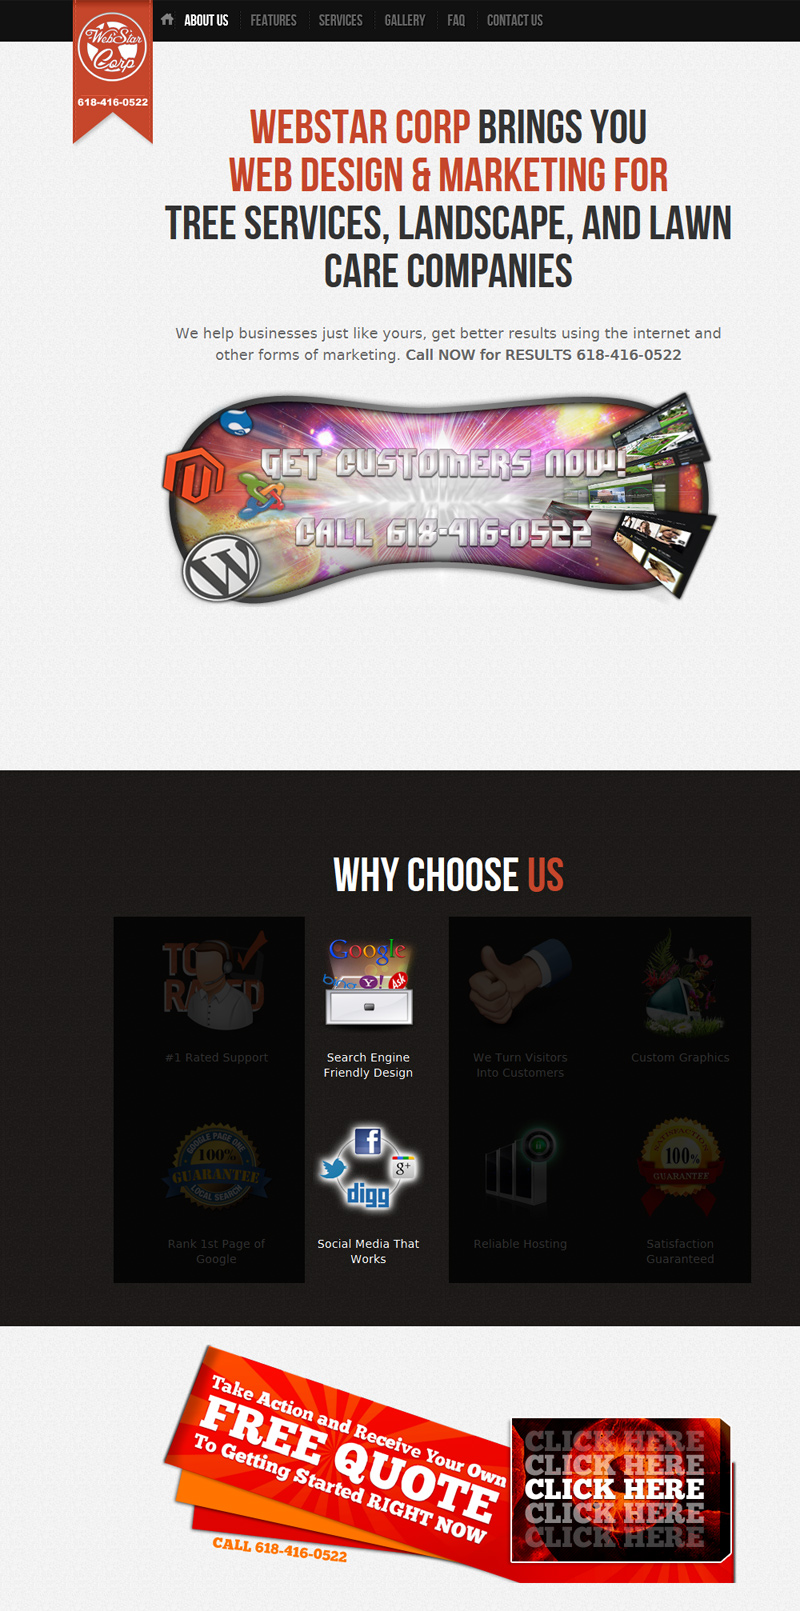 WebStar
Corp
618-416-0522
ABOUT US
FEATURES
SERVICES
GALLERY
FAQ
CONTACT US
WEBSTAR CORP BRINGS YOU
WEB DESIGN & MARKETING FOR
TREE SERVICES, LANDSCAPE, AND LAWN
CARE COMPANIES
We help businesses just like yours, get better results using the internet and
other forms of marketing. Call NOW for RESULTS 618-416-0522
GET CUSTOMERS NOW!
CALL 618-416-0522
W
WHY CHOOSE US
TOP
RATED
#1 Rated Support
Google
bing Y! Ask
Search Engine
Friendly Design
We Turn Visitors
Into Customers
Custom Graphics
GOOGLE PAGE ONE
100%
GUARANTEE
LOCAL SEARCH
Rank 1st Page of
Google
f
g+
digg
Social Media That
Works
Reliable Hosting
SATISFACTION
100%
GUARANTEE
Satisfaction
Guaranteed
Take Action and Receive Your Own
FREE QUOTE
To Getting Started RIGHT NOW
CALL 618-416-0522
CLICK HERE
CLICK HERE
CLICK HERE
CLICK HERE
CLICK HERE